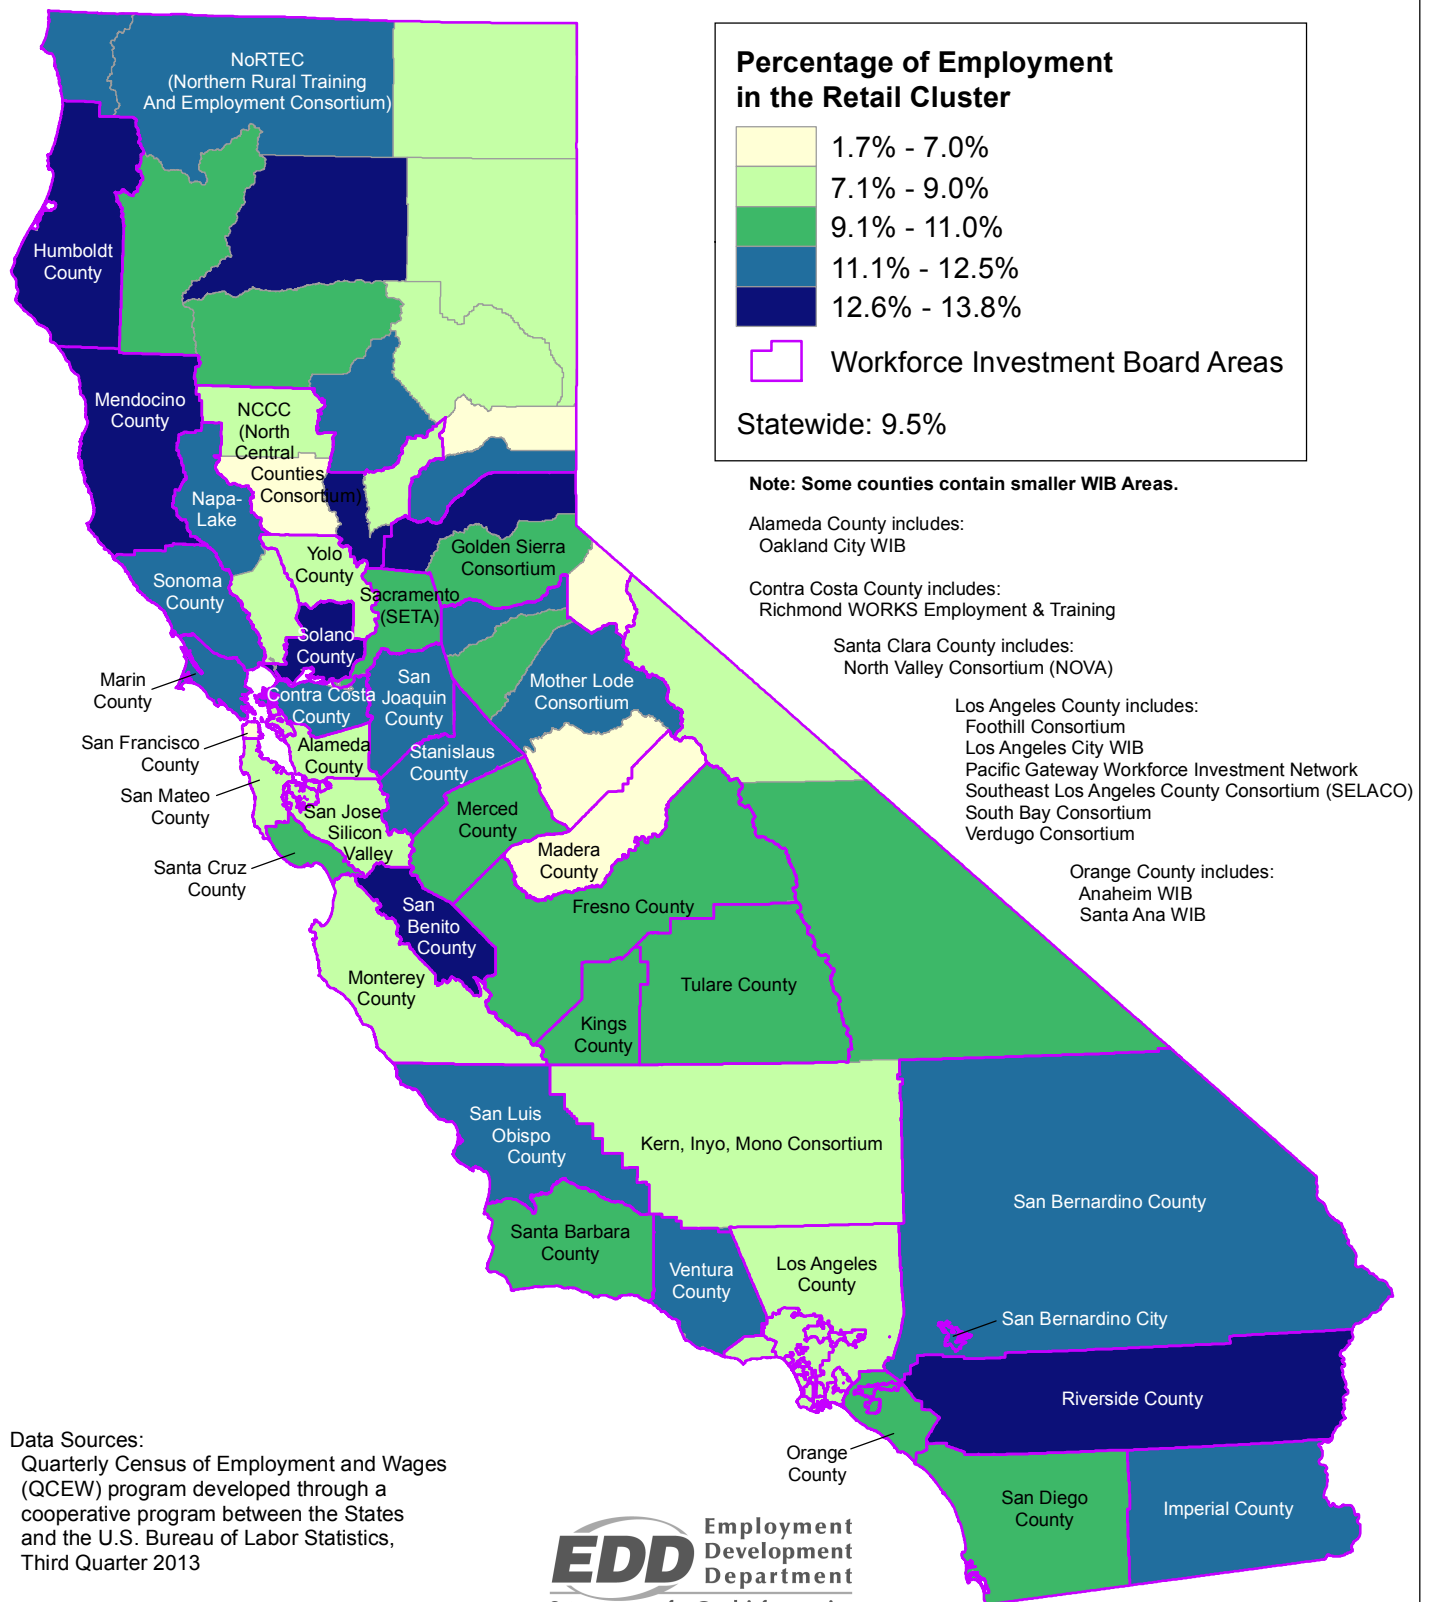 Percentage of Employment
in the Retail Cluster
1.7% - 7.0%
7.1% - 9.0%
9.1% - 11.0%
11.1% - 12.5%
12.6% - 13.8%
Workforce Investment Board Areas
Statewide: 9.5%
Note: Some counties contain smaller WIB Areas.
Alameda County includes:
Oakland City WIB
Contra Costa County includes:
Richmond WORKS Employment & Training
Santa Clara County includes:
North Valley Consortium (NOVA)
Los Angeles County includes:
Foothill Consortium
Los Angeles City WIB
Pacific Gateway Workforce Investment Network
Southeast Los Angeles County Consortium (SELACO)
South Bay Consortium
Verdugo Consortium
Orange County includes:
Anaheim WIB
Santa Ana WIB
NoRTEC
(Northern Rural Training
And Employment Consortium)
Humboldt
County
Mendocino
County
NCCC
(North
Central
Counties
Consortium)
Napa-
Lake
Yolo
County
Golden Sierra
Consortium
Sonoma
County
Sacramento
(SETA)
Solano
County
Marin
County
Contra Costa
County
San
Joaquin
County
Mother Lode
Consortium
San Francisco
County
Alameda
County
Stanislaus
County
San Mateo
County
San Jose
Silicon
Valley
Merced
County
Madera
County
Santa Cruz
County
San
Benito
County
Fresno County
Monterey
County
Tulare County
Kings
County
San Luis
Obispo
County
Kern, Inyo, Mono Consortium
San Bernardino County
Santa Barbara
County
Ventura
County
Los Angeles
County
San Bernardino City
Riverside County
Orange
County
San Diego
County
Imperial County
Data Sources:
Quarterly Census of Employment and Wages
(QCEW) program developed through a
cooperative program between the States
and the U.S. Bureau of Labor Statistics,
Third Quarter 2013
EDD
Employment
Development
Department